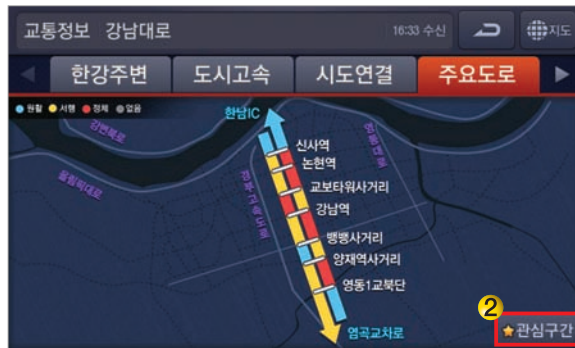 교통정보 강남대로 16:33 수신 지도
한강주변 도시고속 시도연결 주요도로
원활 서행 정체 없음
한남IC
강변북로
영동대로
신사역
논현역
올림픽대로
교보타워사거리
경부고속도로
강남역
뱅뱅사거리
양재역사거리
영동1교북단
2
염곡교차로
관심구간